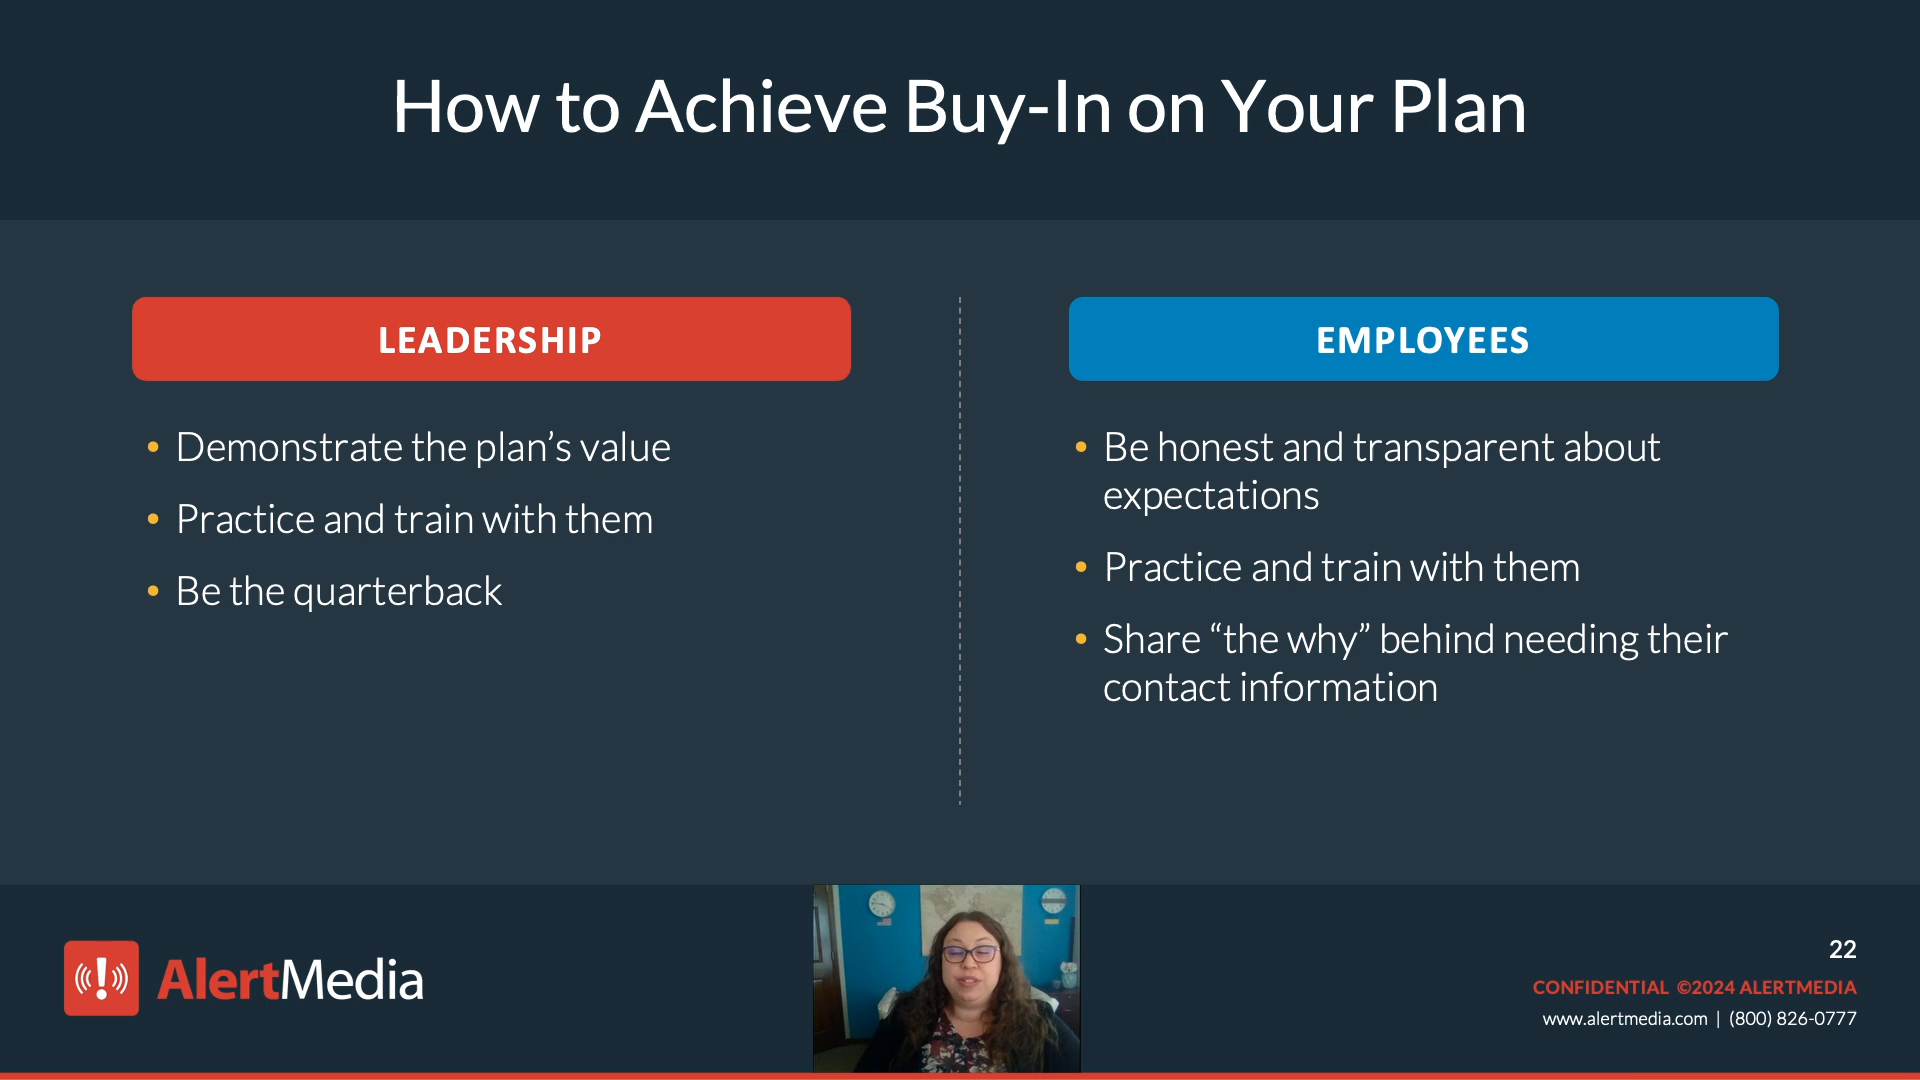 How to Achieve Buy-In on Your Plan
LEADERSHIP
• Demonstrate the plan’s value
• Practice and train with them
• Be the quarterback
EMPLOYEES
• Be honest and transparent about
expectations
• Practice and train with them
• Share “the why” behind needing their
contact information
AlertMedia
22
CONFIDENTIAL ©2024 ALERTMEDIA
www.alertmedia.com | (800) 826-0777